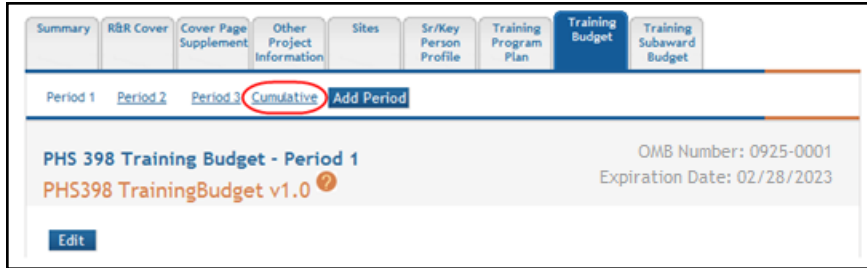 Summary
R&R Cover
Cover Page
Supplement
Other
Project
Information
Sites
Sr/Key
Person
Profile
Training
Program
Plan
Training
Budget
Training
Subaward
Budget
Period 1 Period 2 Period 3 Cumulative Add Period
PHS 398 Training Budget - Period 1
PHS398 TrainingBudget v1.0 ?
OMB Number: 0925-0001
Expiration Date: 02/28/2023
Edit